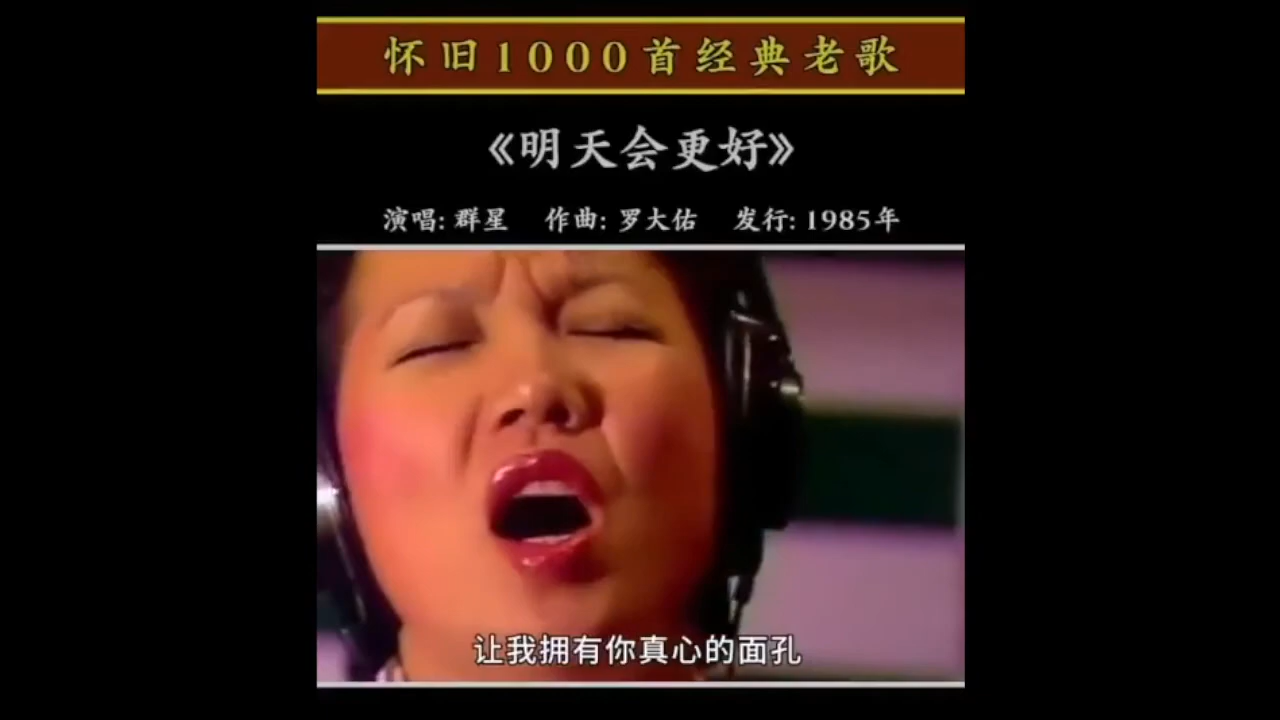 怀旧1000首经典老歌
《明天会更好》
演唱: 群星 作曲: 罗大佑 发行: 1985年
让我拥有你真心的面孔